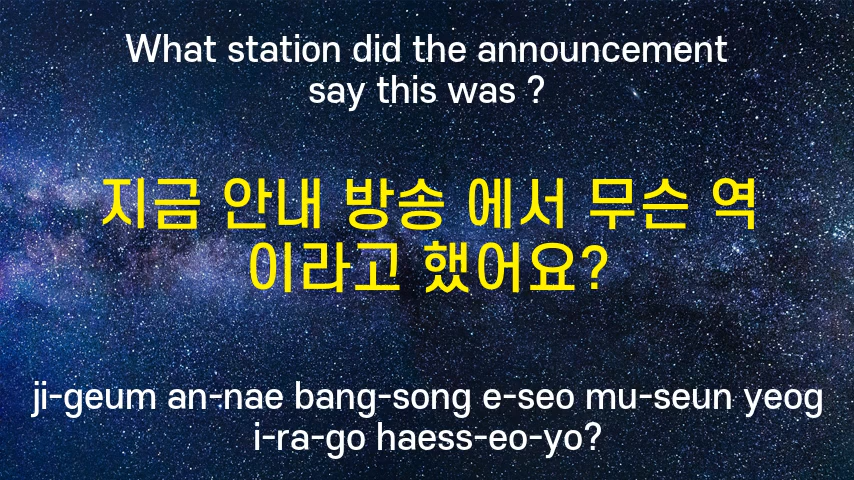 What station did the announcement
say this was ?
지금 안내 방송 에서 무슨 역
이라고 했어요?
ji-geum an-nae bang-song e-seo mu-seun yeog
i-ra-go haess-eo-yo?